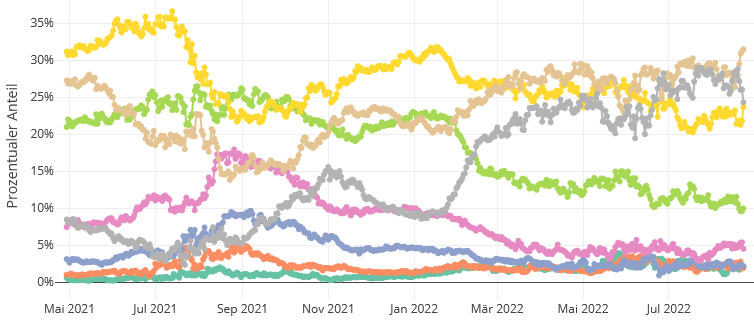 35%
30%
25%
20%
15%
10%
5%
0%
Prozentualer Anteil
Mai 2021
Jul 2021
Sep 2021
Nov 2021
Jan 2022
Mär 2022
Mai 2022
Jul 2022